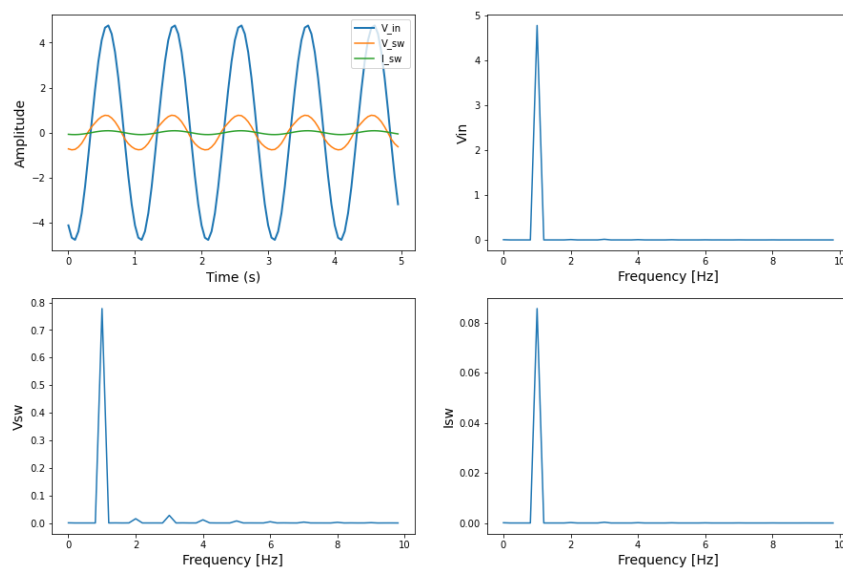 4
2
0
−2
−4
Amplitude
0 1 2 3 4 5
Time (s)
V_in
V_sw
I_sw
5
4
3
2
1
0
Vin
0 2 4 6 8 10
Frequency [Hz]
0.8
0.7
0.6
0.5
0.4
0.3
0.2
0.1
0.0
Vsw
0 2 4 6 8 10
Frequency [Hz]
0.08
0.06
0.04
0.02
0.00
Isw
0 2 4 6 8 10
Frequency [Hz]